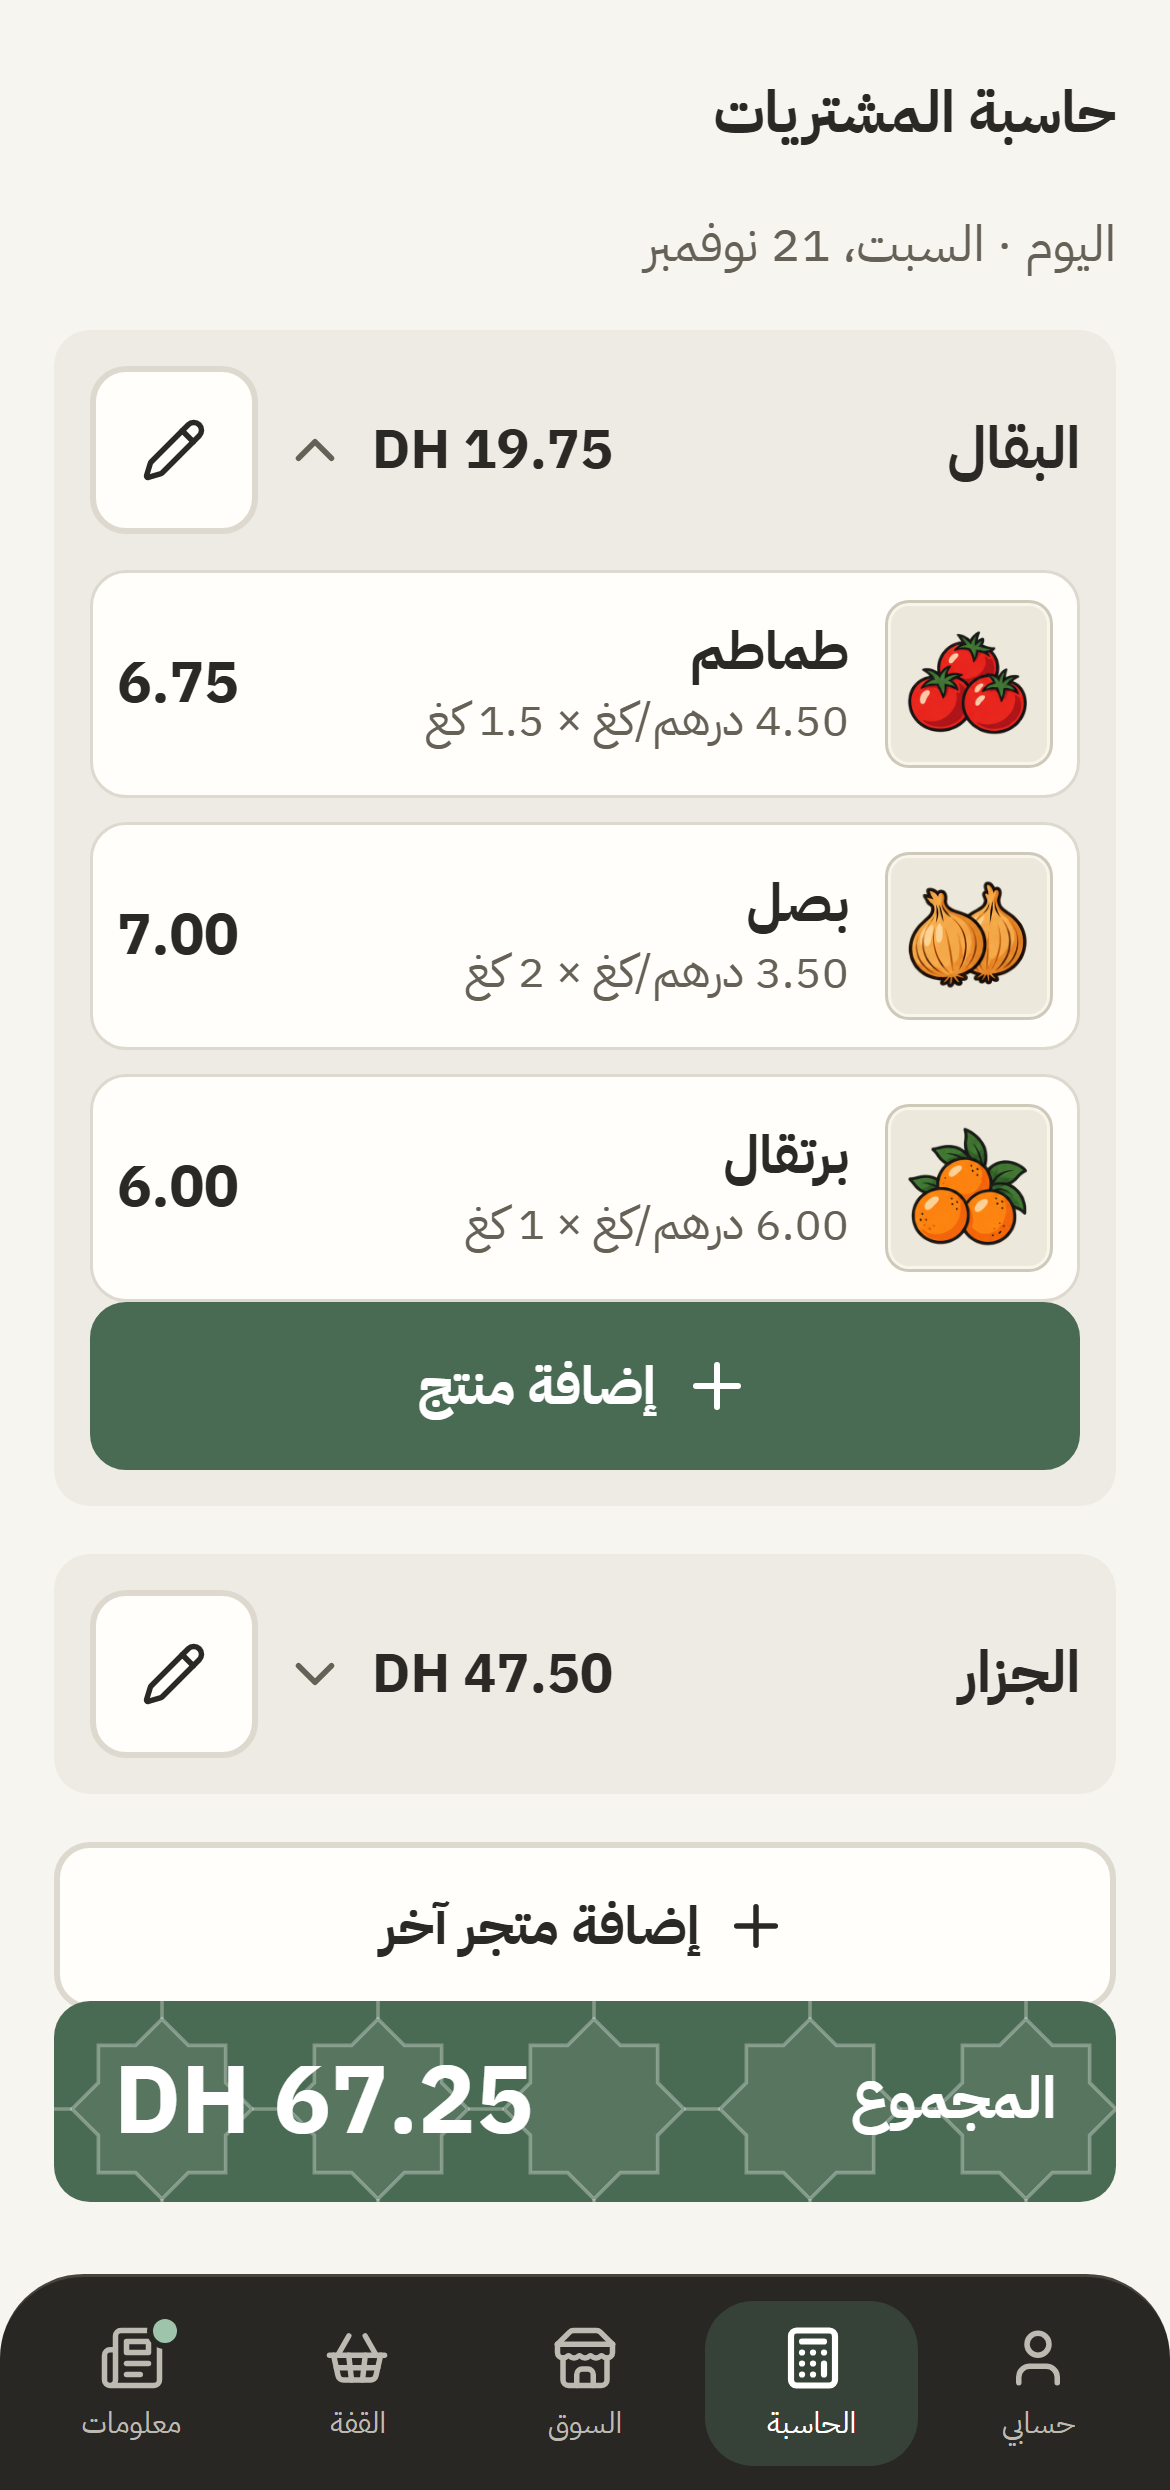 حاسبة المشتريات
اليوم · السبت، 21 نوفمبر
البقال DH 19.75
طماطم
4.50 درهم/كغ × 1.5 كغ
6.75
بصل
3.50 درهم/كغ × 2 كغ
7.00
برتقال
6.00 درهم/كغ × 1 كغ
6.00
إضافة منتج
الجزار DH 47.50
إضافة متجر آخر
المجموع DH 67.25
حسابي الحاسبة السوق القفة معلومات